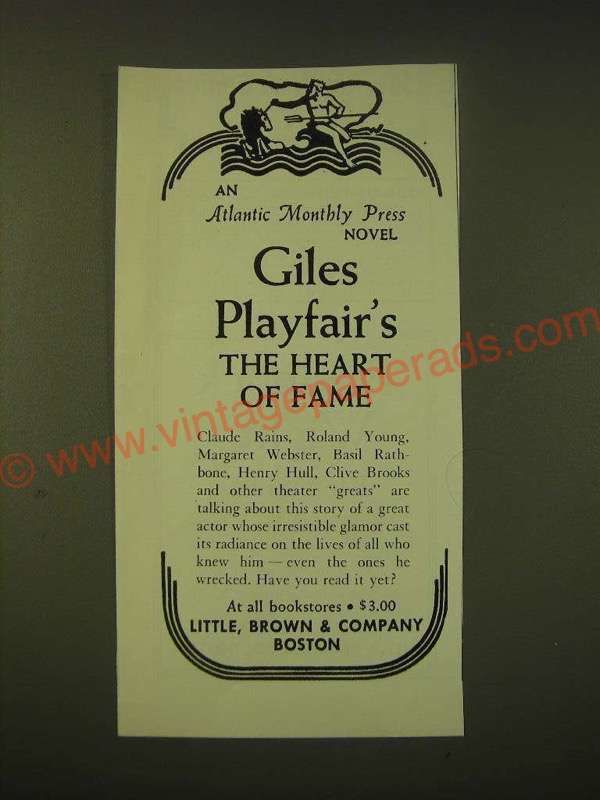 AN
Atlantic Monthly Press
NOVEL
Giles
Playfair's
THE HEART
OF FAME
© www.vintagepaperads.com
Claude Rains, Roland Young,
Margaret Webster, Basil Rath-
bone, Henry Hull, Clive Brooks
and other theater "greats" are
talking about this story of a great
actor whose irresistible glamor cast
its radiance on the lives of all who
knew him — even the ones he
wrecked. Have you read it yet?
At all bookstores • $3.00
LITTLE, BROWN & COMPANY
BOSTON